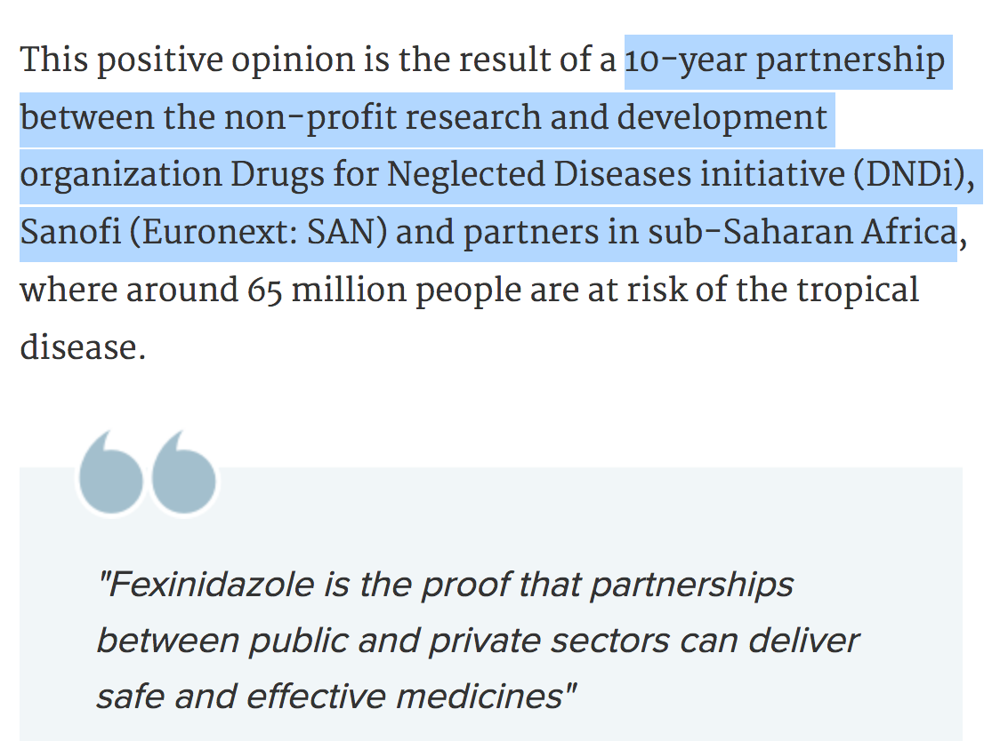 This positive opinion is the result of a 10-year partnership
between the non-profit research and development
organization Drugs for Neglected Diseases initiative (DNDi),
Sanofi (Euronext: SAN) and partners in sub-Saharan Africa,
where around 65 million people are at risk of the tropical
disease.
"Fexinidazole is the proof that partnerships
between public and private sectors can deliver
safe and effective medicines"